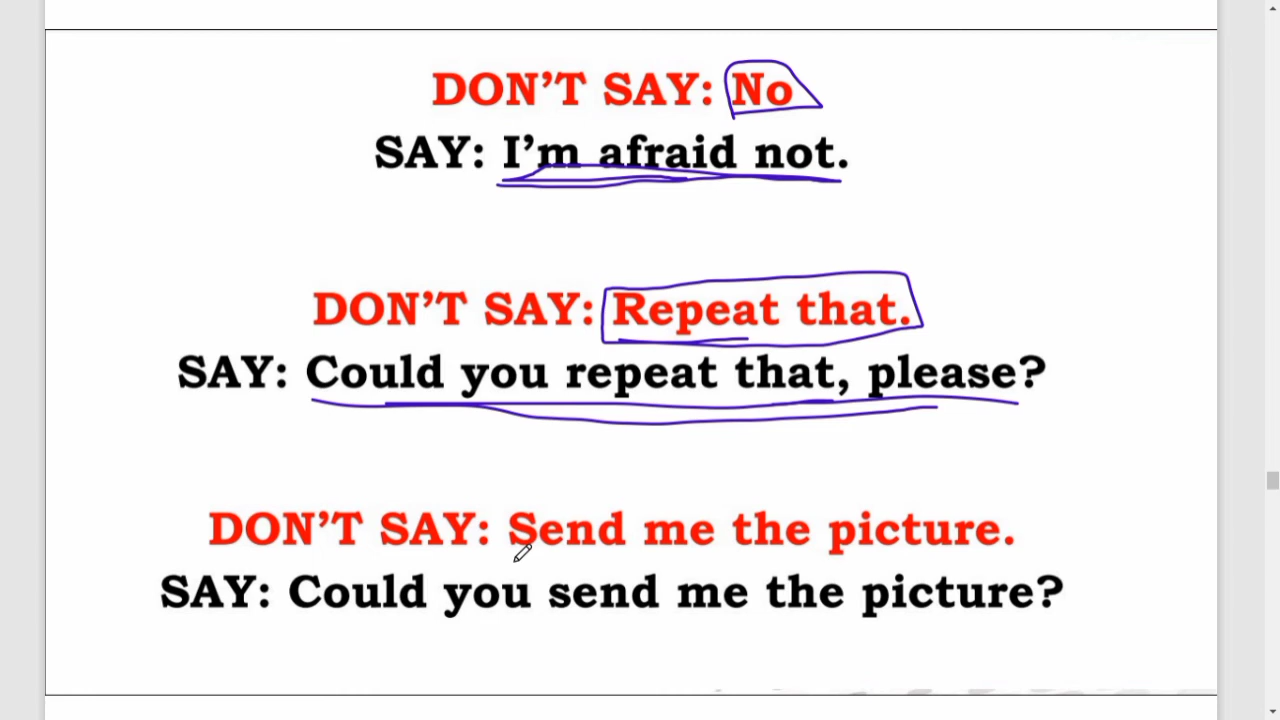 DON'T SAY: No
SAY: I'm afraid not.
DON'T SAY: Repeat that.
SAY: Could you repeat that, please?
DON'T SAY: Send me the picture.
SAY: Could you send me the picture?